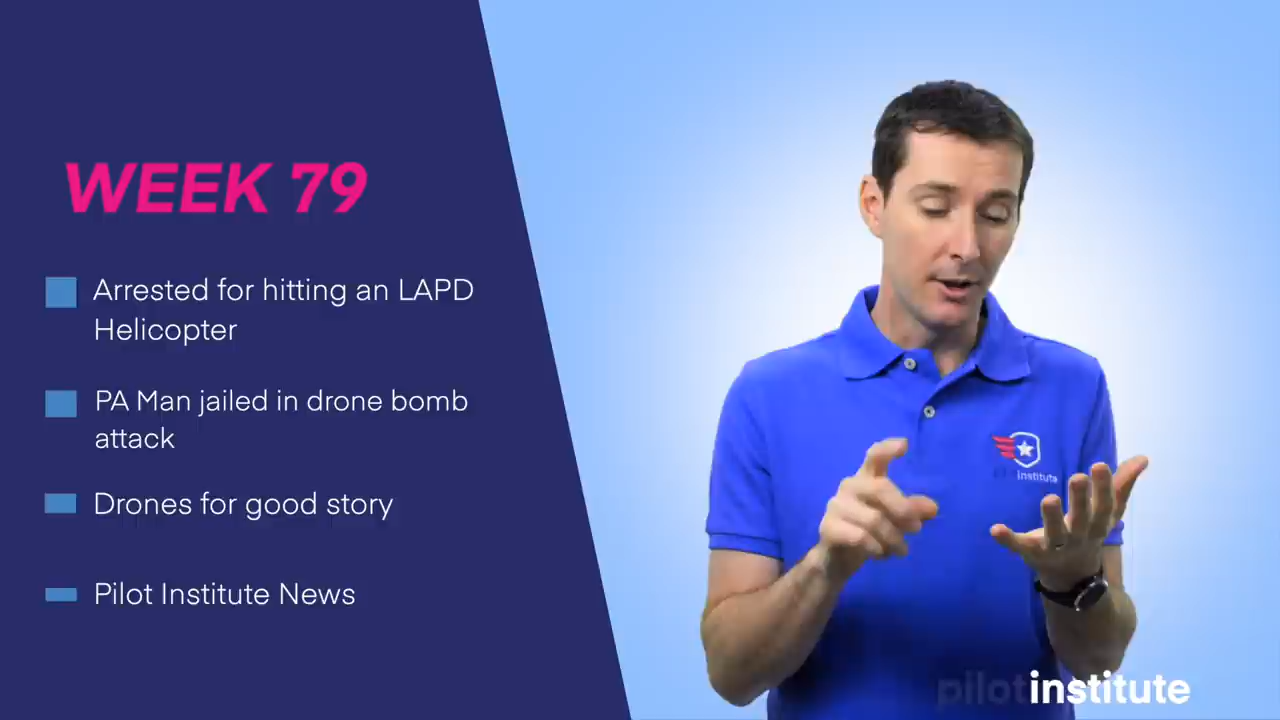 WEEK 79
Arrested for hitting an LAPD
Helicopter
PA Man jailed in drone bomb
attack
Drones for good story
Pilot Institute News
institute
pilotinstitute